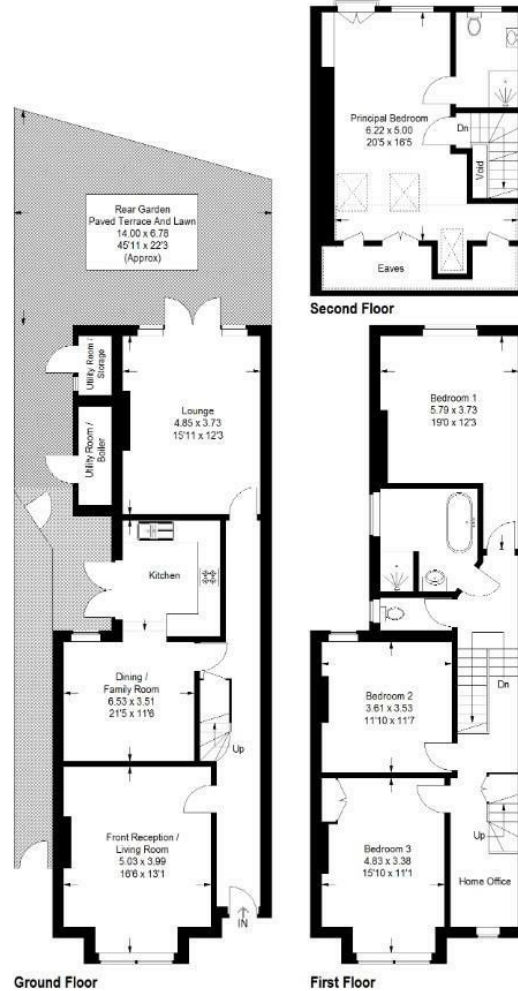 Principal Bedroom
6.22 x 5.00
20'5 x 16'5
Dn
Void
Eaves
Second Floor
Rear Garden
Paved Terrace And Lawn
14.00 x 6.78
45'11 x 22'3
(Approx)
Utility Room /
Storage
Utility Room /
Boiler
Lounge
4.85 x 3.73
15'11 x 12'3
Kitchen
Dining /
Family Room
6.53 x 3.51
21'5 x 11'6
Up
Front Reception /
Living Room
5.03 x 3.99
16'6 x 13'1
IN
Ground Floor
Bedroom 1
5.79 x 3.73
19'0 x 12'3
Bedroom 2
3.61 x 3.53
11'10 x 11'7
Dn
Bedroom 3
4.83 x 3.38
15'10 x 11'1
Up
Home Office
First Floor